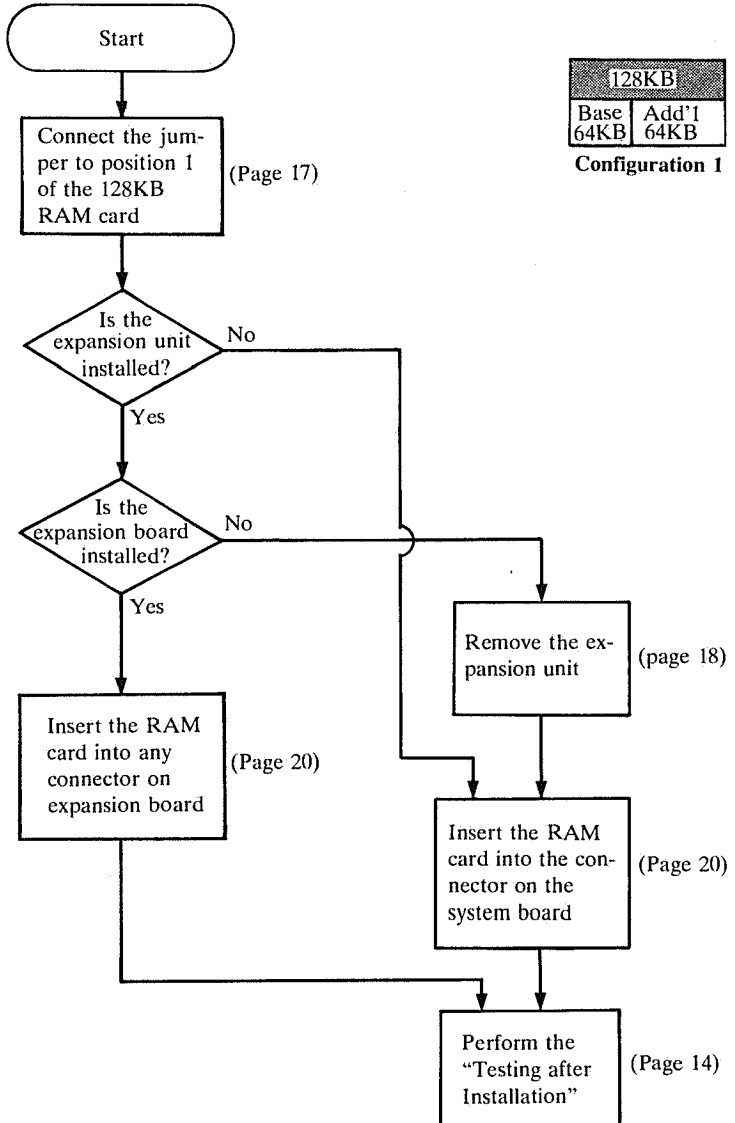 Start
128KB
Base Add'l
64KB 64KB
Configuration 1
Connect the jum-
per to position 1
of the 128KB
RAM card
(Page 17)
Is the
expansion unit
installed?
No
Yes
Is the
expansion board
installed?
No
Yes
Remove the ex-
pansion unit
(page 18)
Insert the RAM
card into any
connector on
expansion board
(Page 20)
Insert the RAM
card into the con-
nector on the
system board
(Page 20)
Perform the
“Testing after
Installation”
(Page 14)